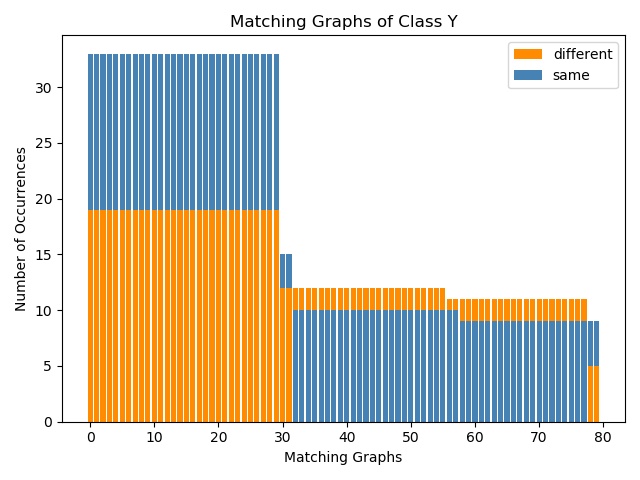 Matching Graphs of Class Y
different
same
Number of Occurrences
30
25
20
15
10
5
0
0 10 20 30 40 50 60 70 80
Matching Graphs